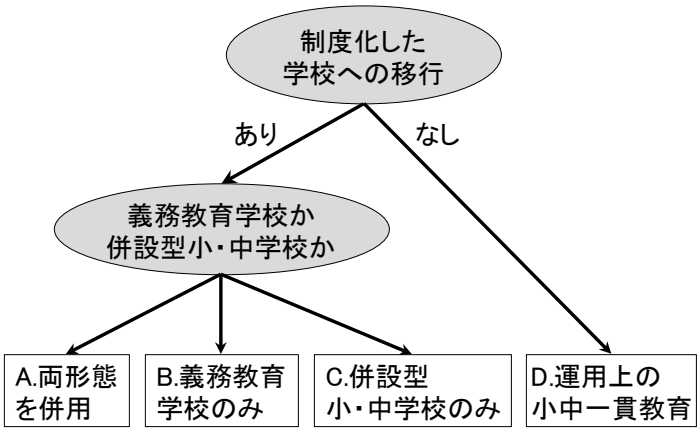 制度化した
学校への移行
あり
なし
義務教育学校か
併設型小・中学校か
A.両形態
を併用
B.義務教育
学校のみ
C.併設型
小・中学校のみ
D.運用上の
小中一貫教育